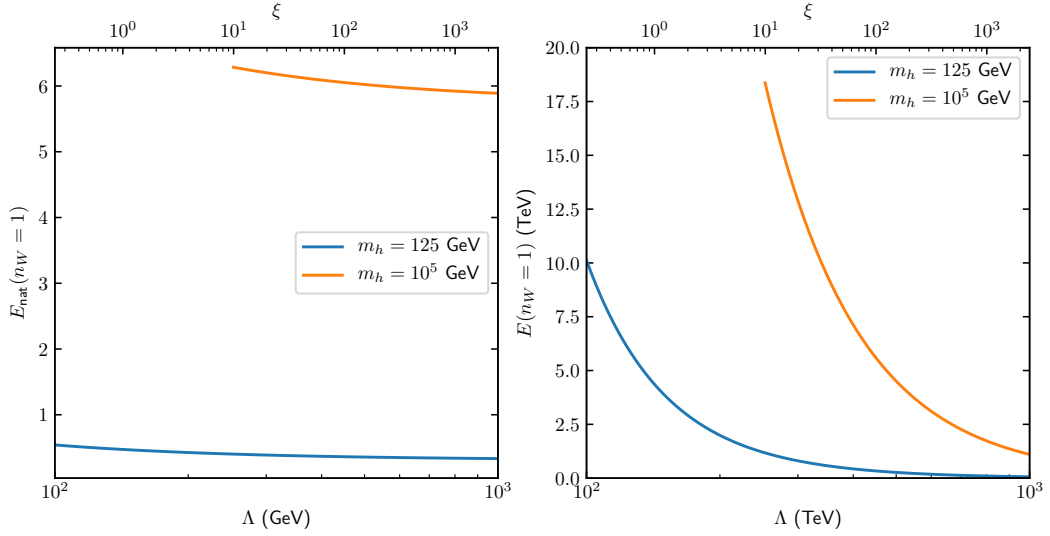 ξ
10^0 10^1 10^2 10^3
6
5
4
3
2
1
E_nat(n_W = 1)
m_h = 125 GeV
m_h = 10^5 GeV
10^2 10^3
Λ (GeV)
ξ
10^0 10^1 10^2 10^3
20.0
17.5
15.0
12.5
10.0
7.5
5.0
2.5
0.0
E(n_W = 1) (TeV)
m_h = 125 GeV
m_h = 10^5 GeV
10^2 10^3
Λ (TeV)